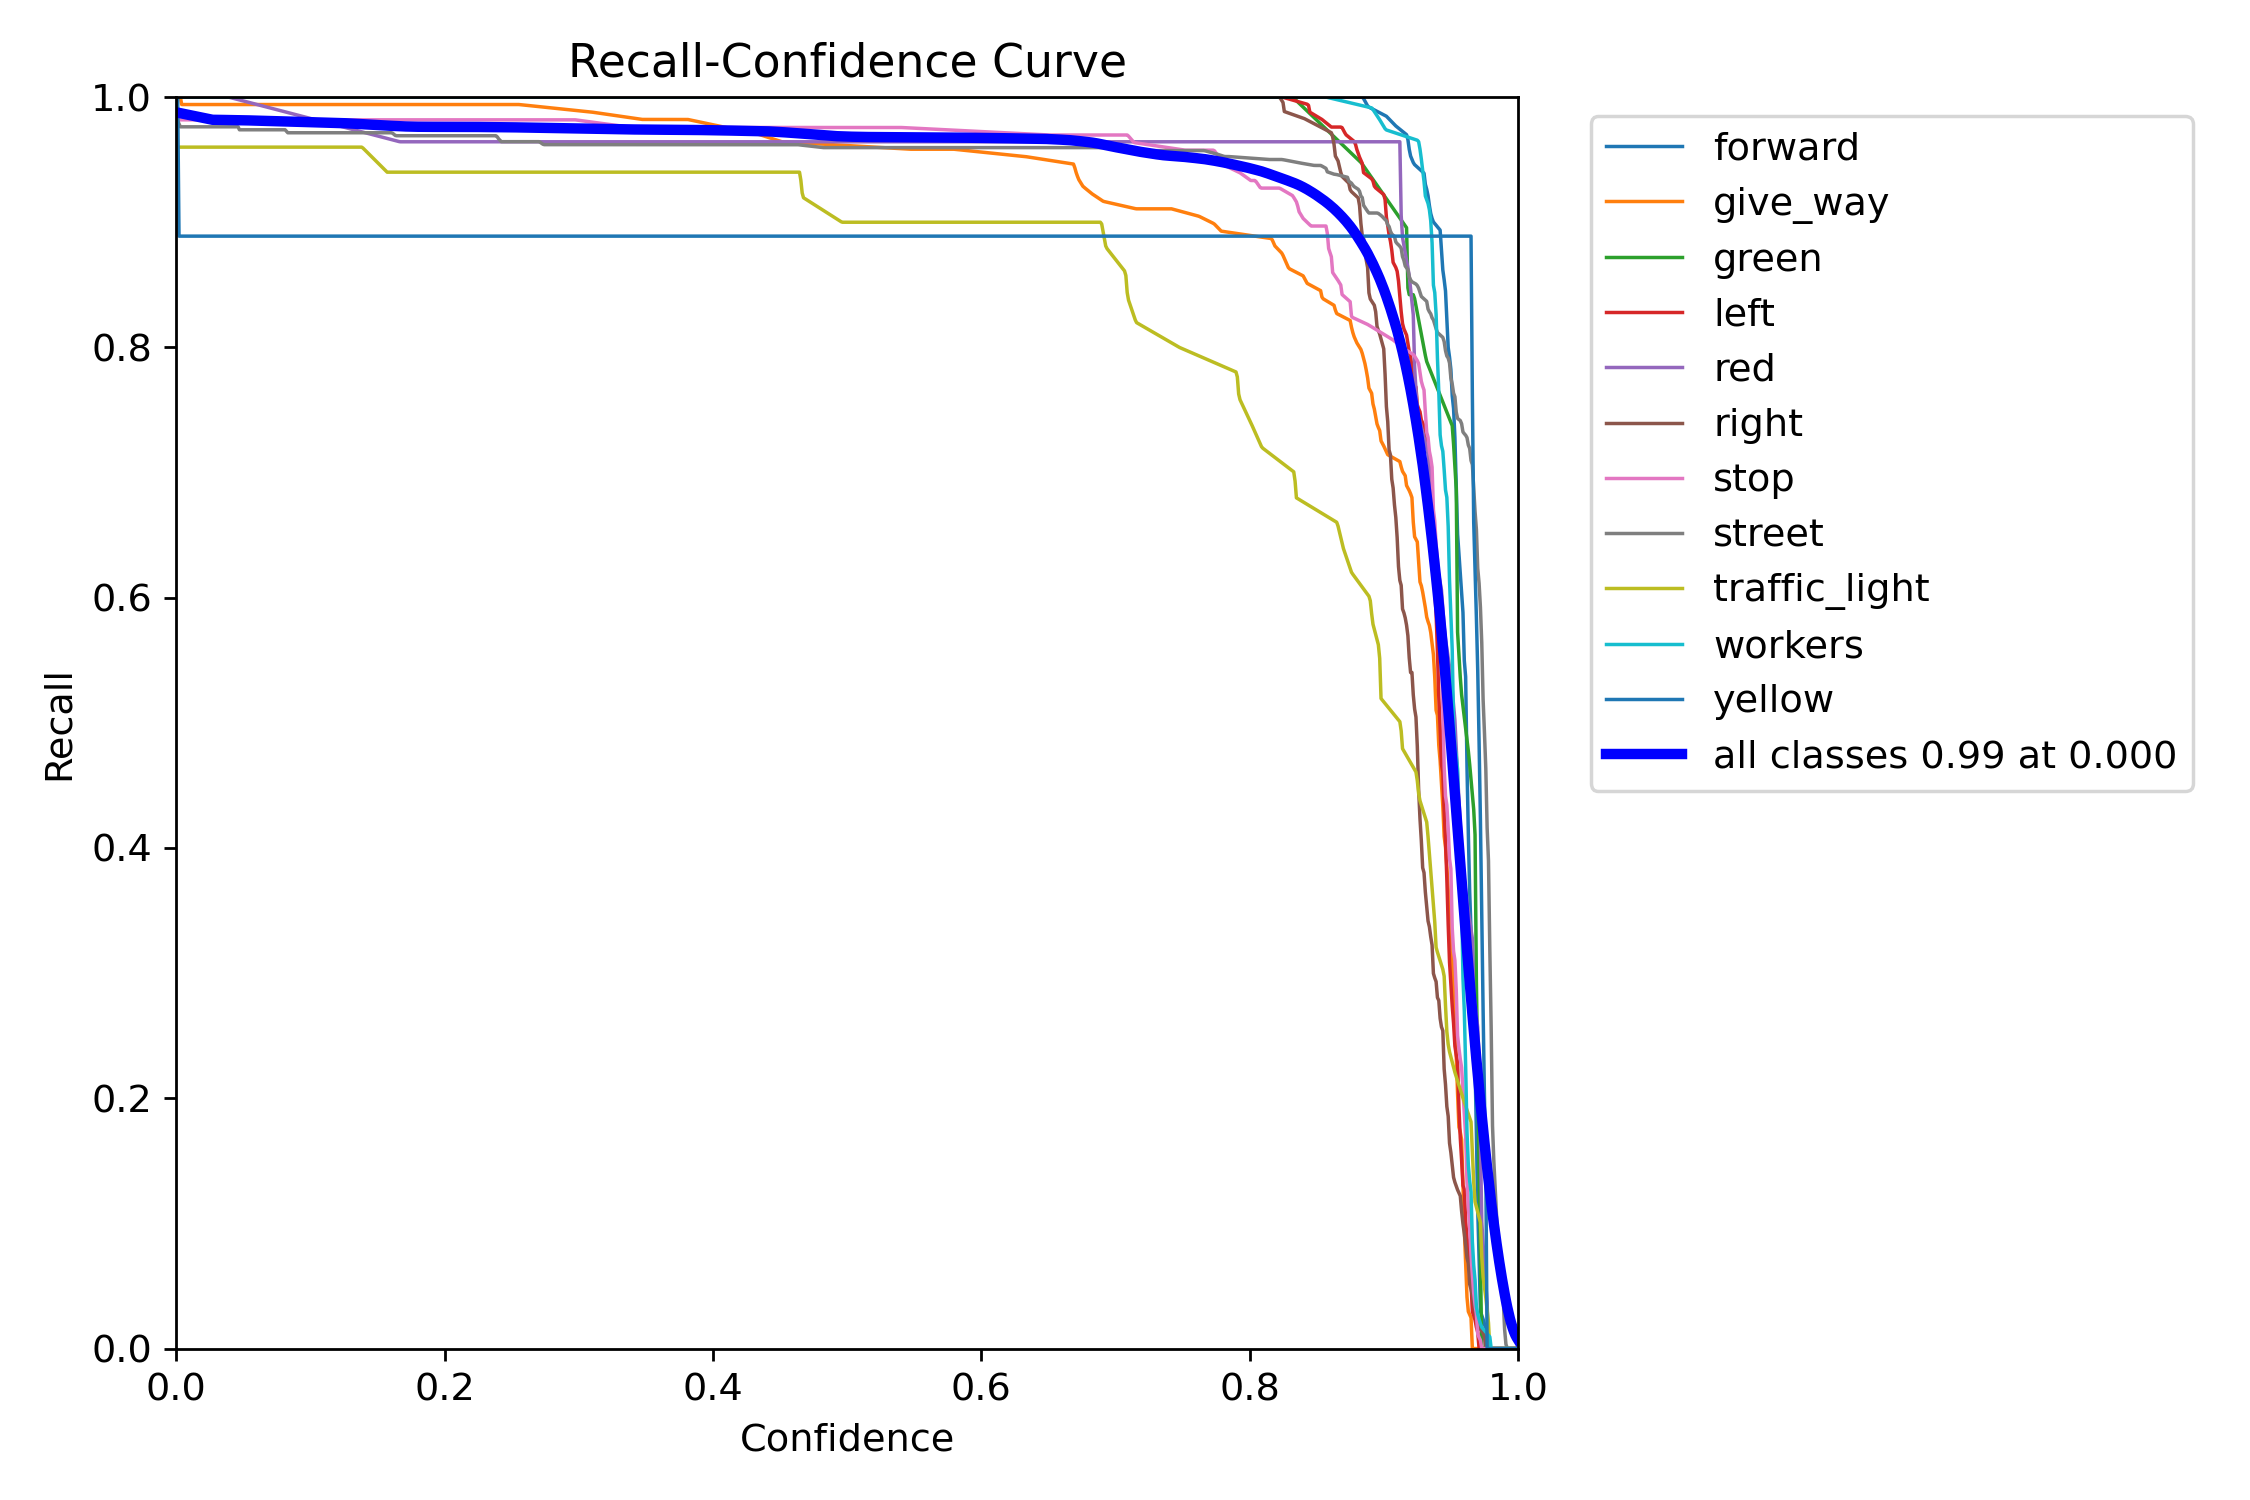 Recall-Confidence Curve
1.0
0.8
0.6
0.4
0.2
0.0
Recall
0.0 0.2 0.4 0.6 0.8 1.0
Confidence
forward
give_way
green
left
red
right
stop
street
traffic_light
workers
yellow
all classes 0.99 at 0.000